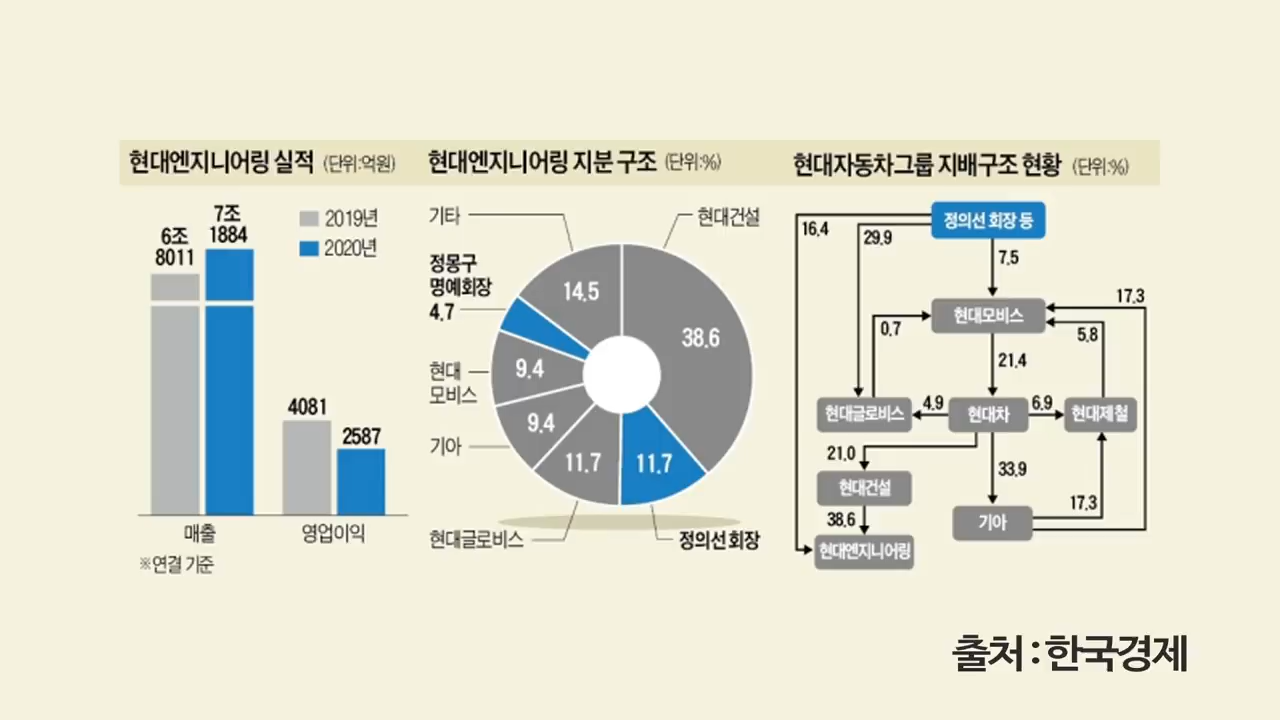 현대엔지니어링 실적 (단위:억원)
6조
8011
7조
1884
2019년
2020년
4081
2587
매출
영업이익
※연결 기준
현대엔지니어링 지분 구조 (단위:%)
기타
현대건설
정몽구
명예회장
4.7
14.5
38.6
현대
모비스
9.4
기아
9.4
11.7
11.7
현대글로비스
정의선 회장
현대자동차그룹 지배구조 현황 (단위:%)
정의선 회장 등
16.4
29.9
7.5
17.3
현대모비스
0.7
5.8
21.4
현대글로비스
4.9
현대차
6.9
현대제철
21.0
33.9
현대건설
17.3
38.6
기아
현대엔지니어링
출처 : 한국경제